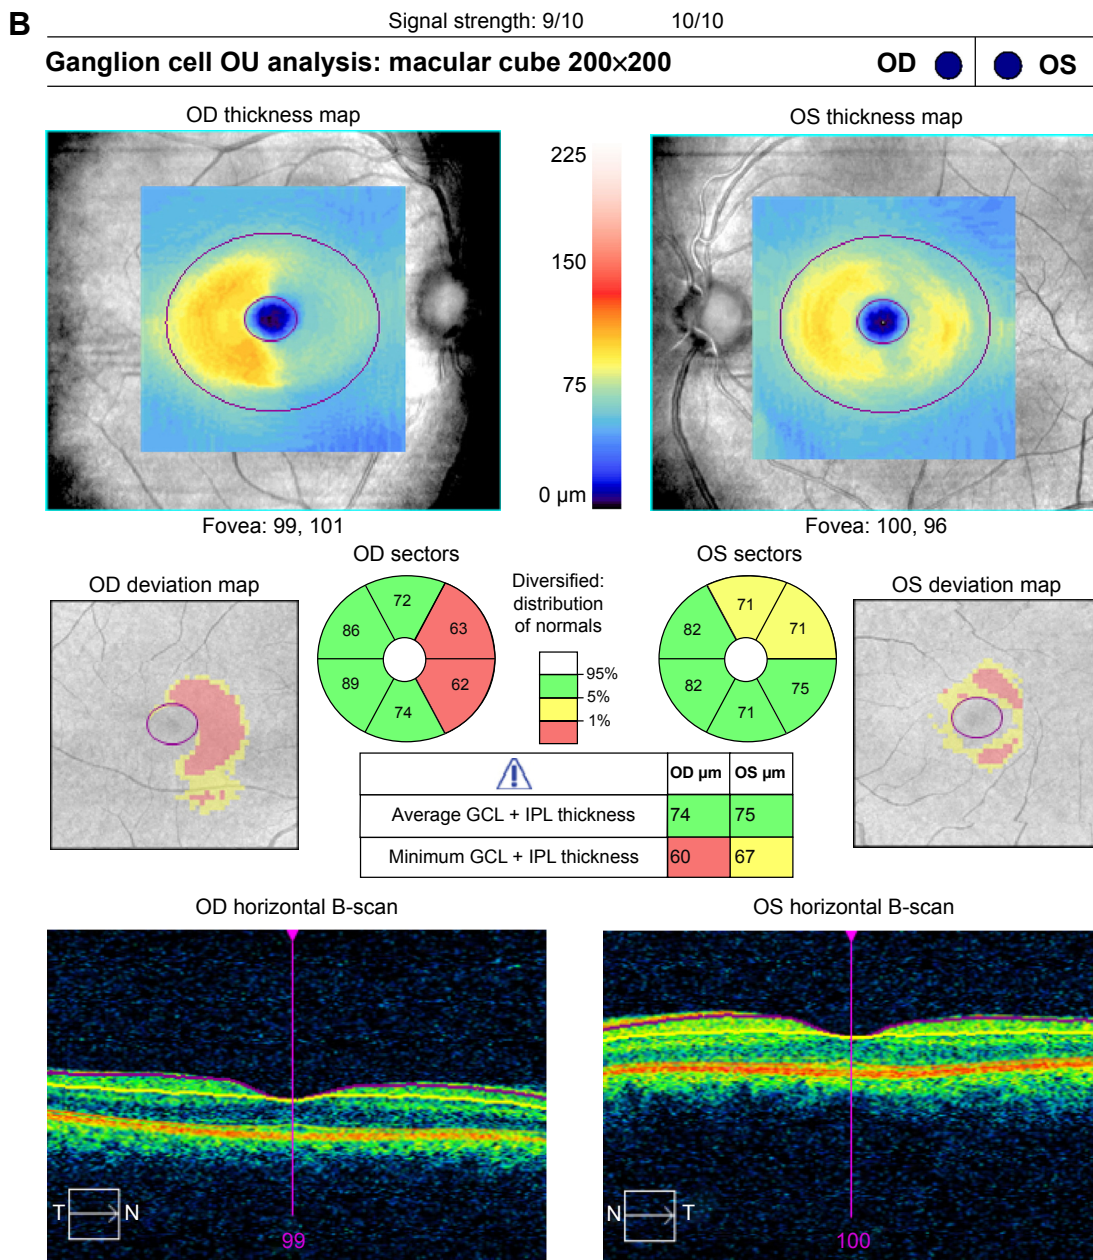 B
Signal strength: 9/10 10/10
Ganglion cell OU analysis: macular cube 200×200 OD OS
OD thickness map
OS thickness map
225
150
75
0 µm
Fovea: 99, 101
Fovea: 100, 96
OD deviation map
OD sectors
72
63
62
74
89
86
Diversified:
distribution
of normals
95%
5%
1%
OS sectors
71
71
75
71
82
82
OS deviation map
OD µm OS µm
Average GCL + IPL thickness 74 75
Minimum GCL + IPL thickness 60 67
OD horizontal B-scan
OS horizontal B-scan
T N
99
N T
100